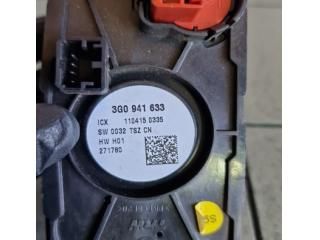 3G0 941 633
ICX 110415 0335
SW 0032 TSZ CN
HW H01
271780